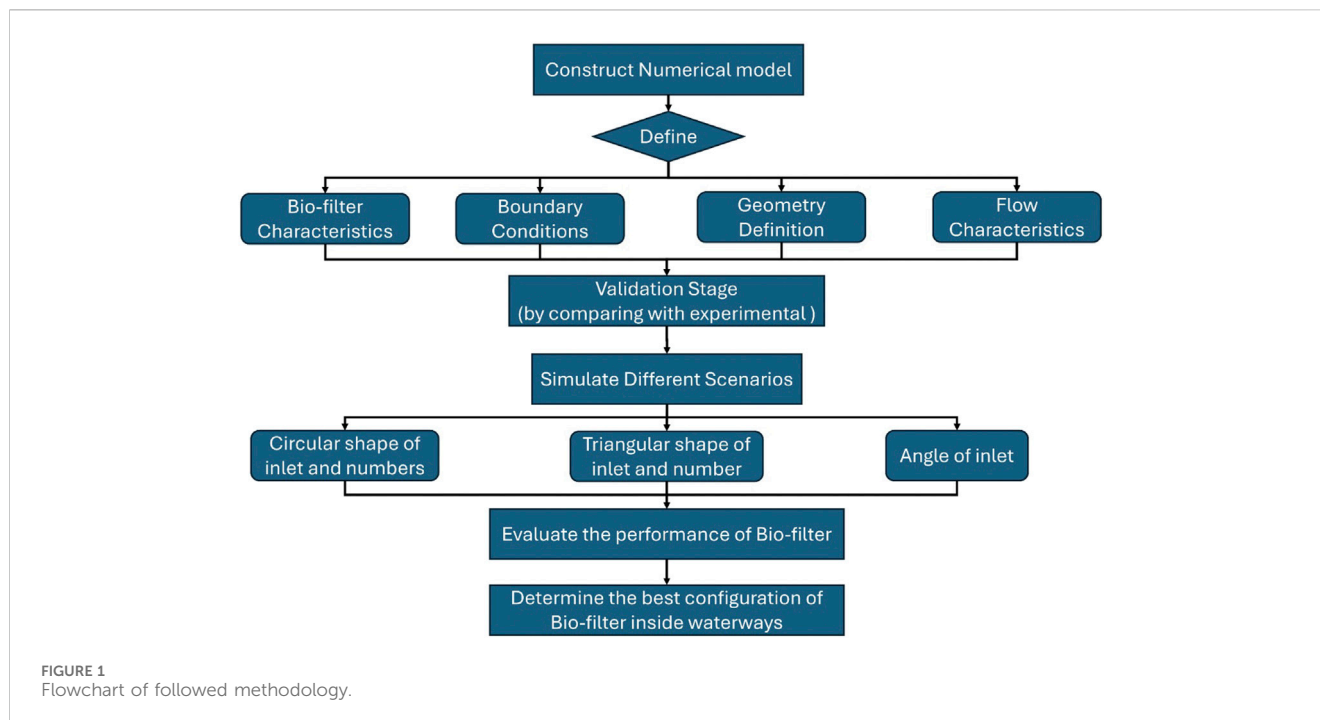 Construct Numerical model
Define
Bio-filter
Characteristics
Boundary
Conditions
Geometry
Definition
Flow
Characteristics
Validation Stage
(by comparing with experimental )
Simulate Different Scenarios
Circular shape of
inlet and numbers
Triangular shape of
inlet and number
Angle of inlet
Evaluate the performance of Bio-filter
Determine the best configuration of
Bio-filter inside waterways
FIGURE 1
Flowchart of followed methodology.